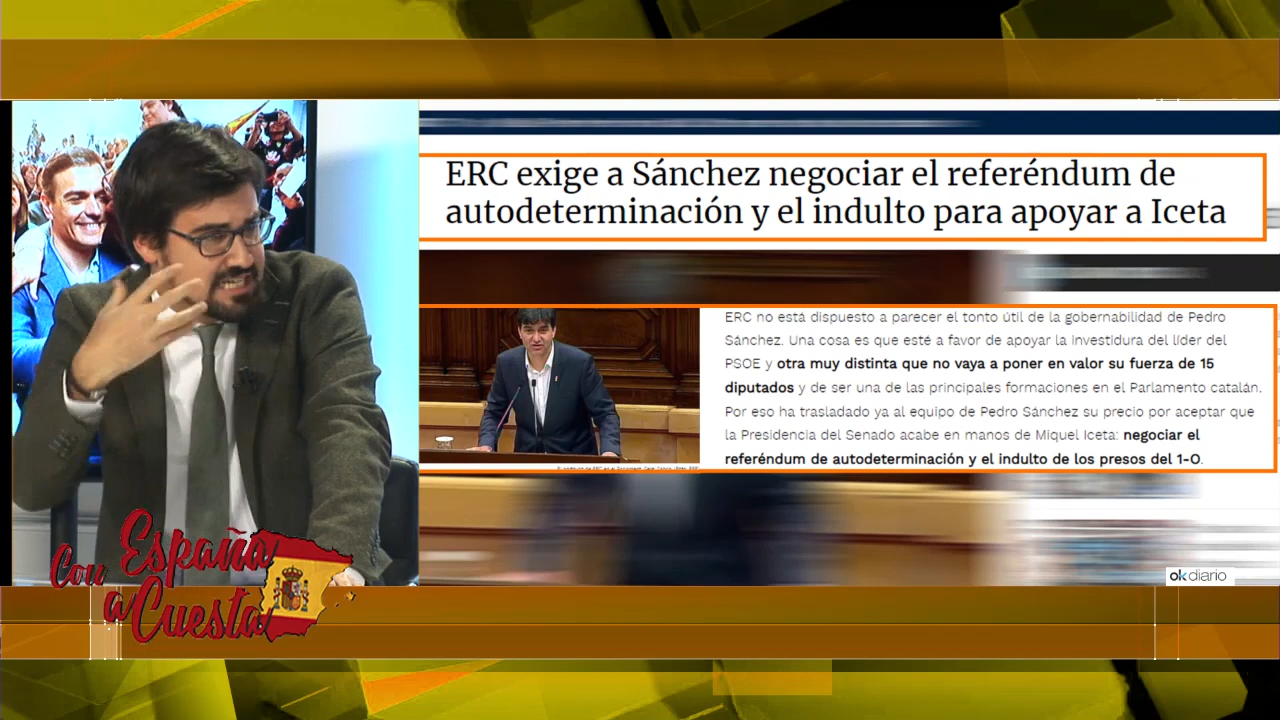 ERC exige a Sánchez negociar el referéndum de
autodeterminación y el indulto para apoyar a Iceta
ERC no está dispuesto a parecer el tonto útil de la gobernabilidad de Pedro
Sánchez. Una cosa es que esté a favor de apoyar la investidura del líder del
PSOE y otra muy distinta que no vaya a poner en valor su fuerza de 15
diputados y de ser una de las principales formaciones en el Parlamento catalán.
Por eso ha trasladado ya al equipo de Pedro Sánchez su precio por aceptar que
la Presidencia del Senado acabe en manos de Miquel Iceta: negociar el
referéndum de autodeterminación y el indulto de los presos del 1-O.
okdiario
Con España
a Cuesta